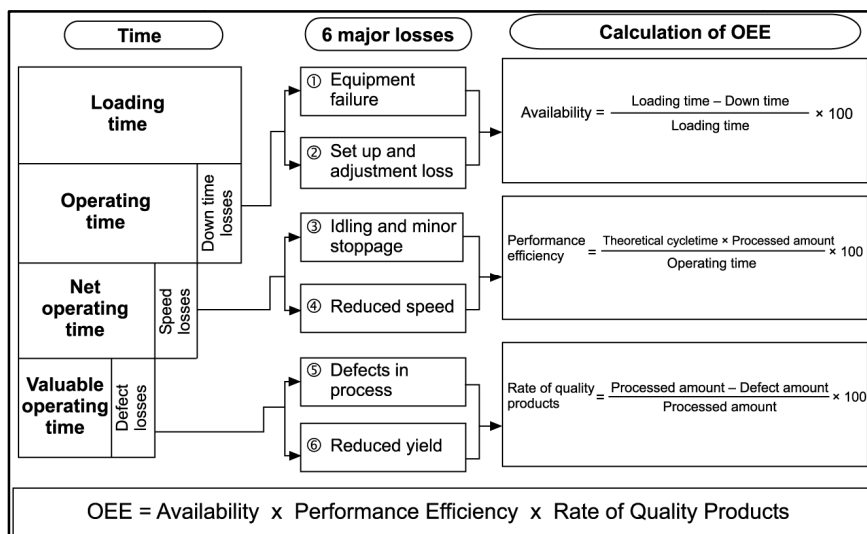 Time
6 major losses
Calculation of OEE
Loading
time
Operating
time
Down time
losses
Net
operating
time
Speed
losses
Valuable
operating
time
Defect
losses
① Equipment
failure
② Set up and
adjustment loss
③ Idling and minor
stoppage
④ Reduced speed
⑤ Defects in
process
⑥ Reduced yield
Availability = Loading time – Down time / Loading time × 100
Performance
efficiency = Theoretical cycletime × Processed amount / Operating time × 100
Rate of quality
products = Processed amount – Defect amount / Processed amount × 100
OEE = Availability x Performance Efficiency x Rate of Quality Products